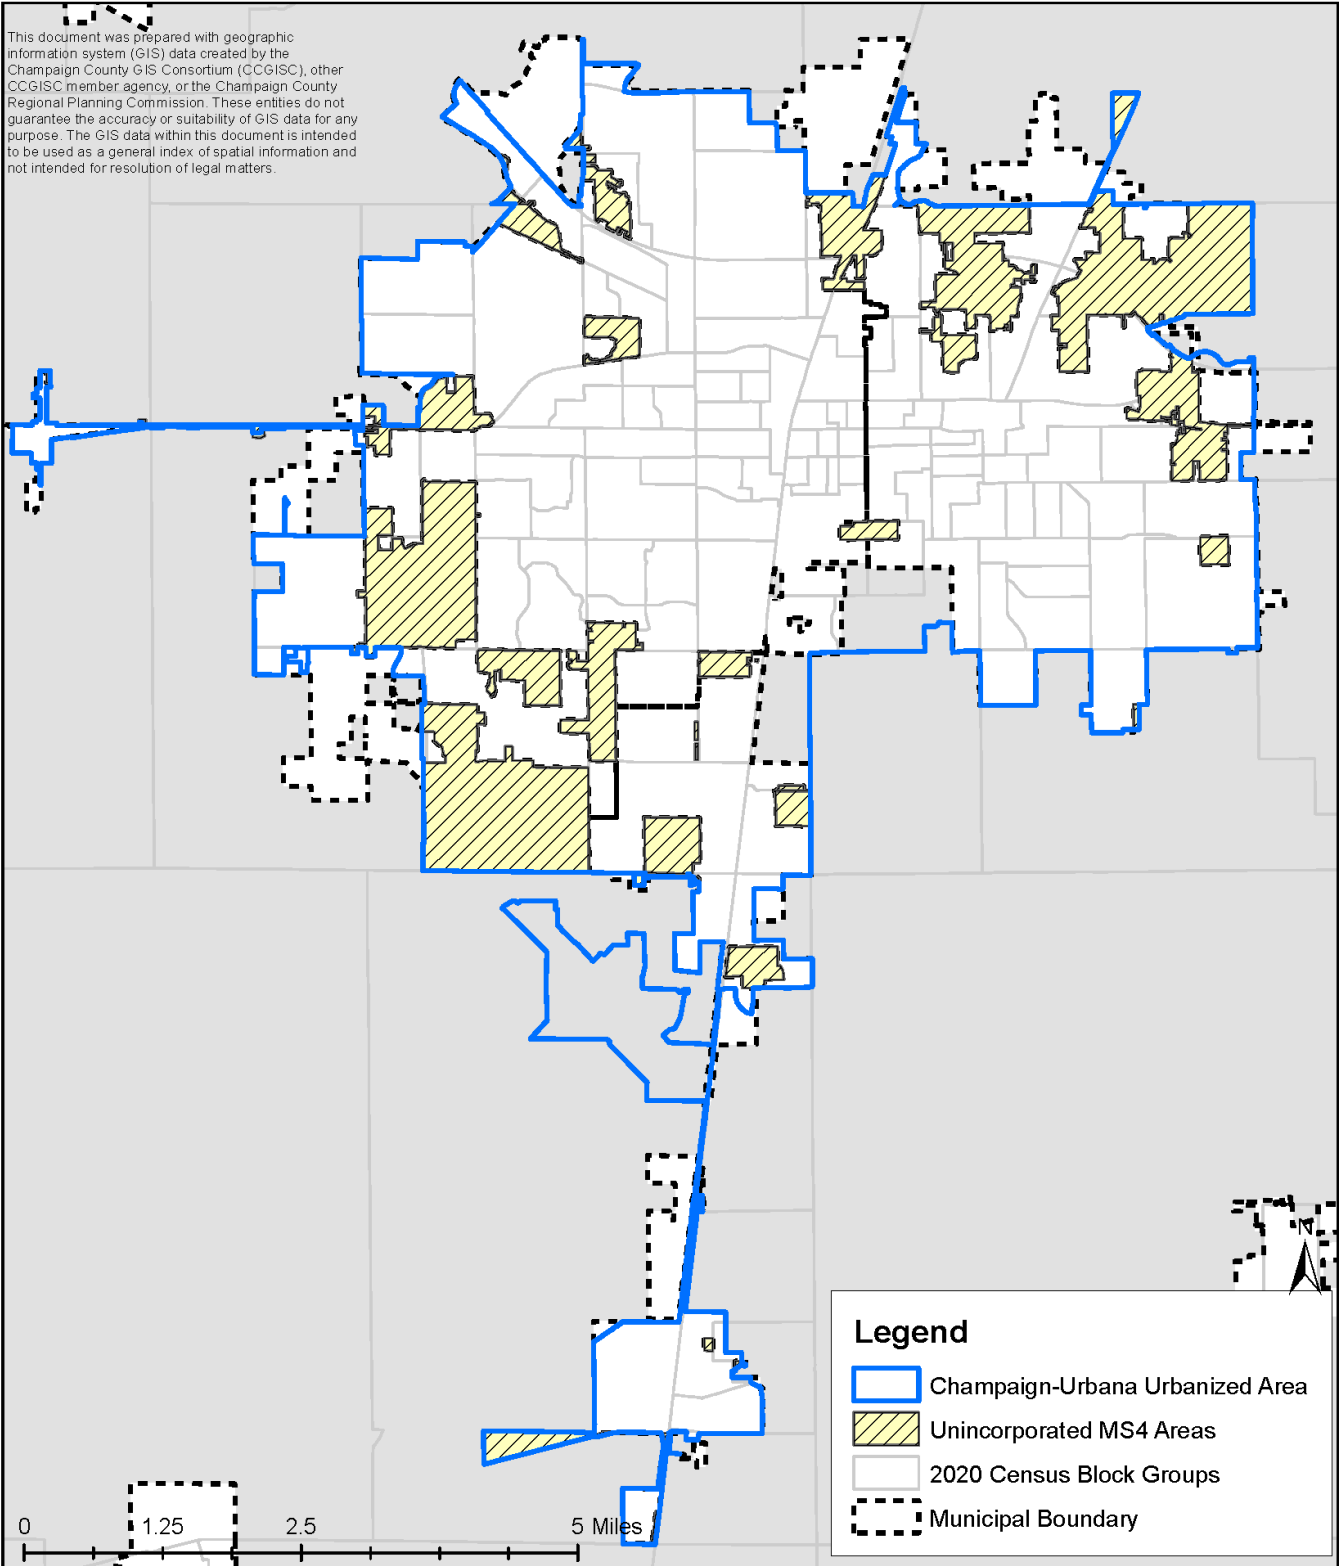 This document was prepared with geographic
information system (GIS) data created by the
Champaign County GIS Consortium (CCGISC), other
CCGISC member agency, or the Champaign County
Regional Planning Commission. These entities do not
guarantee the accuracy or suitability of GIS data for any
purpose. The GIS data within this document is intended
to be used as a general index of spatial information and
not intended for resolution of legal matters.
Z
Legend
Champaign-Urbana Urbanized Area
Unincorporated MS4 Areas
2020 Census Block Groups
Municipal Boundary
0 1.25 2.5 5 Miles